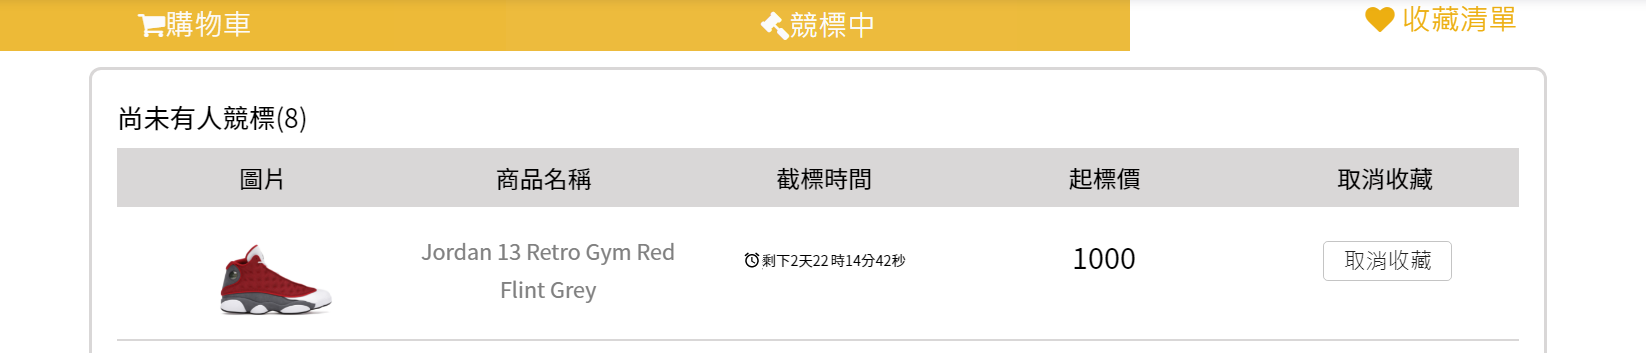 購物車 競標中 收藏清單
尚未有人競標(8)
圖片 商品名稱 截標時間 起標價 取消收藏
Jordan 13 Retro Gym Red
Flint Grey
剩下2天22時14分42秒
1000
取消收藏